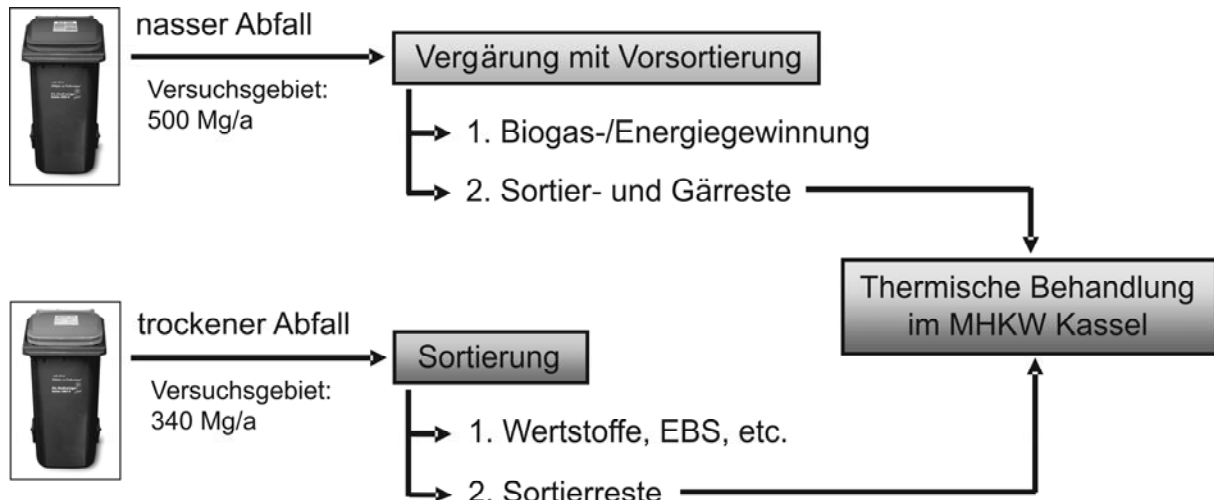 nasser Abfall
Versuchsgebiet:
500 Mg/a
Vergärung mit Vorsortierung
1. Biogas-/Energiegewinnung
2. Sortier- und Gärreste
Thermische Behandlung
im MHKW Kassel
trockener Abfall
Versuchsgebiet:
340 Mg/a
Sortierung
1. Wertstoffe, EBS, etc.
2. Sortierreste